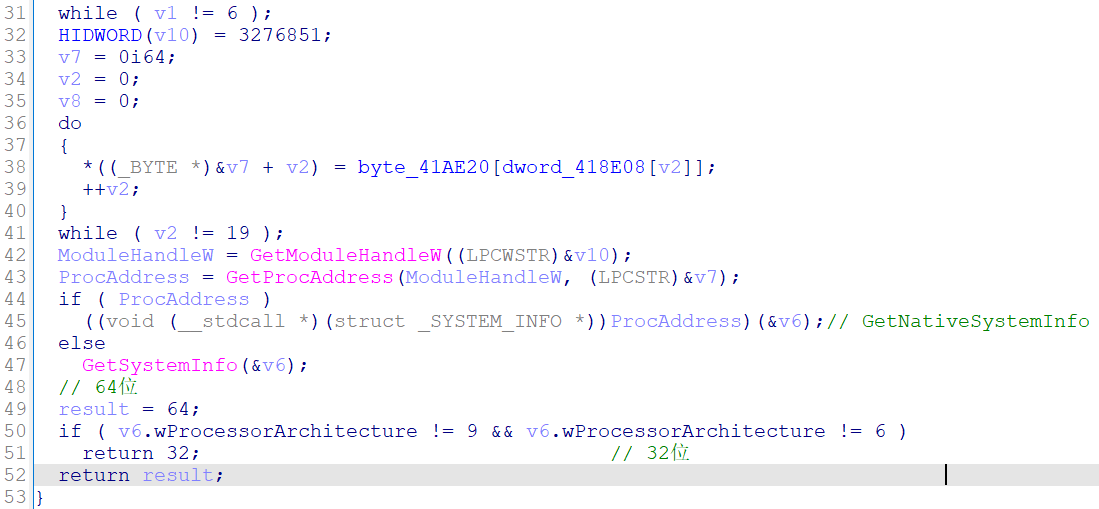 31   while ( v1 != 6 );
32   HIDWORD(v10) = 3276851;
33   v7 = 0i64;
34   v2 = 0;
35   v8 = 0;
36   do
37   {
38     *((_BYTE *)&v7 + v2) = byte_41AE20[dword_418E08[v2]];
39     ++v2;
40   }
41   while ( v2 != 19 );
42   ModuleHandleW = GetModuleHandleW((LPCWSTR)&v10);
43   ProcAddress = GetProcAddress(ModuleHandleW, (LPCSTR)&v7);
44   if ( ProcAddress )
45     ((void (__stdcall *)(struct _SYSTEM_INFO *))ProcAddress)(&v6);// GetNativeSystemInfo
46   else
47     GetSystemInfo(&v6);
48   // 64位
49   result = 64;
50   if ( v6.wProcessorArchitecture != 9 && v6.wProcessorArchitecture != 6 )
51     return 32;                                  // 32位
52   return result;
53 }